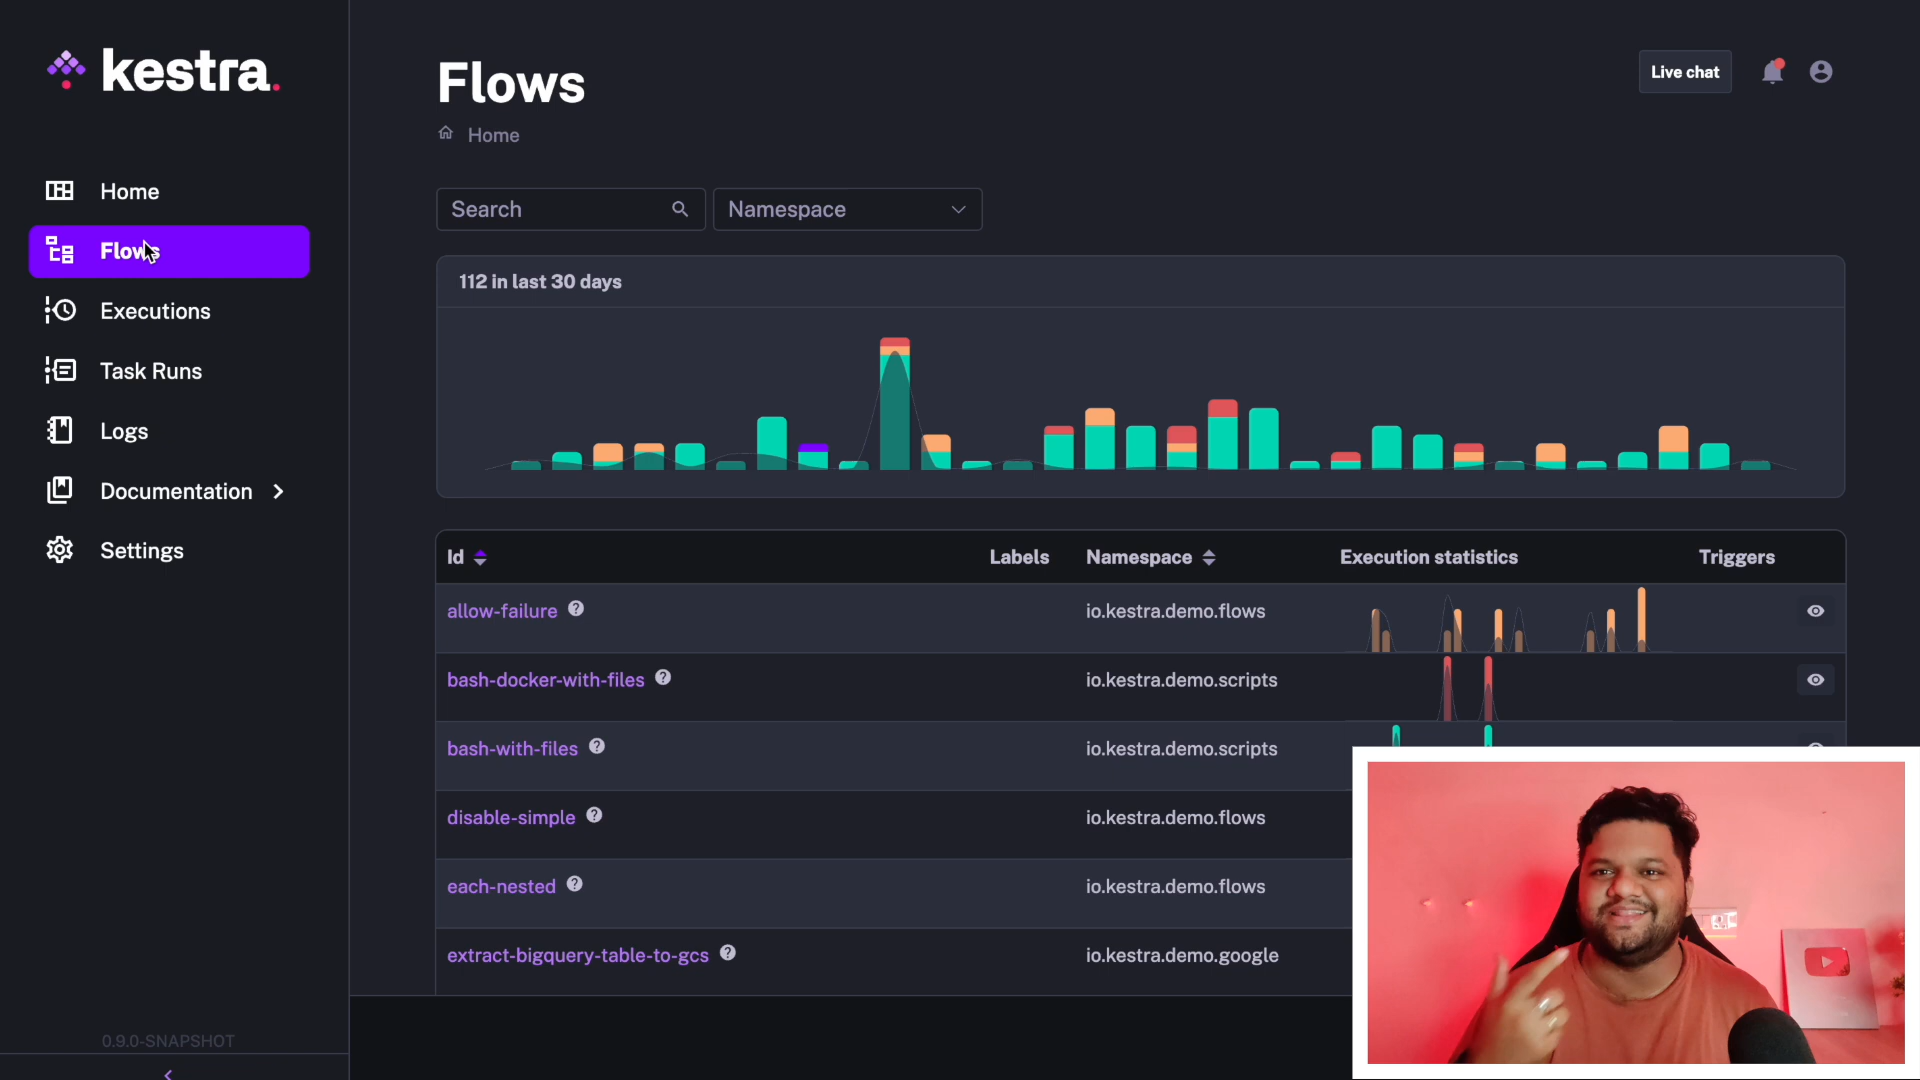 kestra.
Home
Flows
Executions
Task Runs
Logs
Documentation
Settings
0.9.0-SNAPSHOT
Flows
Home
Live chat
Search
Namespace
112 in last 30 days
Id
Labels
Namespace
Execution statistics
Triggers
allow-failure
io.kestra.demo.flows
bash-docker-with-files
io.kestra.demo.scripts
bash-with-files
io.kestra.demo.scripts
disable-simple
io.kestra.demo.flows
each-nested
io.kestra.demo.flows
extract-bigquery-table-to-gcs
io.kestra.demo.google